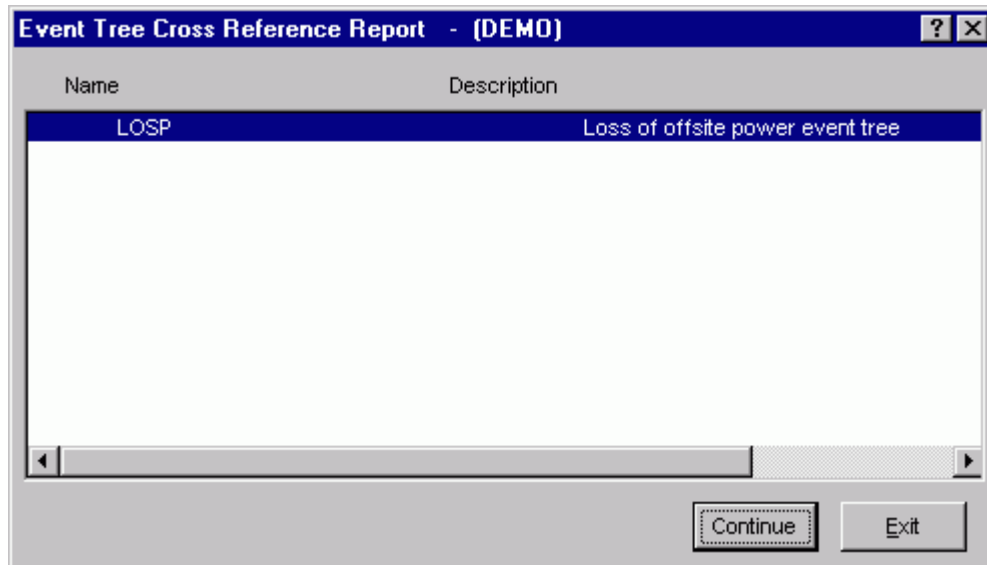 Event Tree Cross Reference Report - (DEMO)
Name Description
LOSP Loss of offsite power event tree
Continue Exit